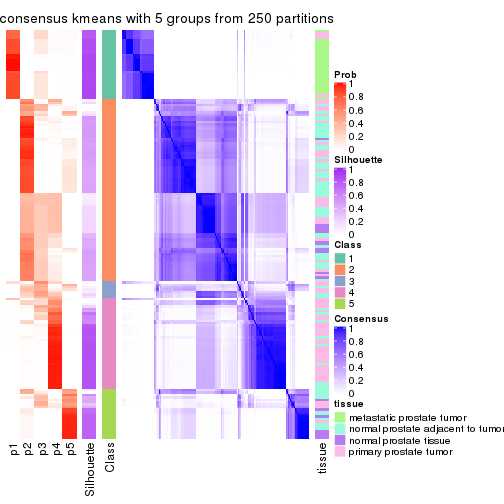 consensus kmeans with 5 groups from 250 partitions
Prob
1
0.8
0.6
0.4
0.2
0
Silhouette
1
0.8
0.6
0.4
0.2
0
Class
1
2
3
4
5
Consensus
1
0.8
0.6
0.4
0.2
0
tissue
metastatic prostate tumor
normal prostate adjacent to tumor
normal prostate tissue
primary prostate tumor
p1
p2
p3
p4
p5
Silhouette
Class
tissue